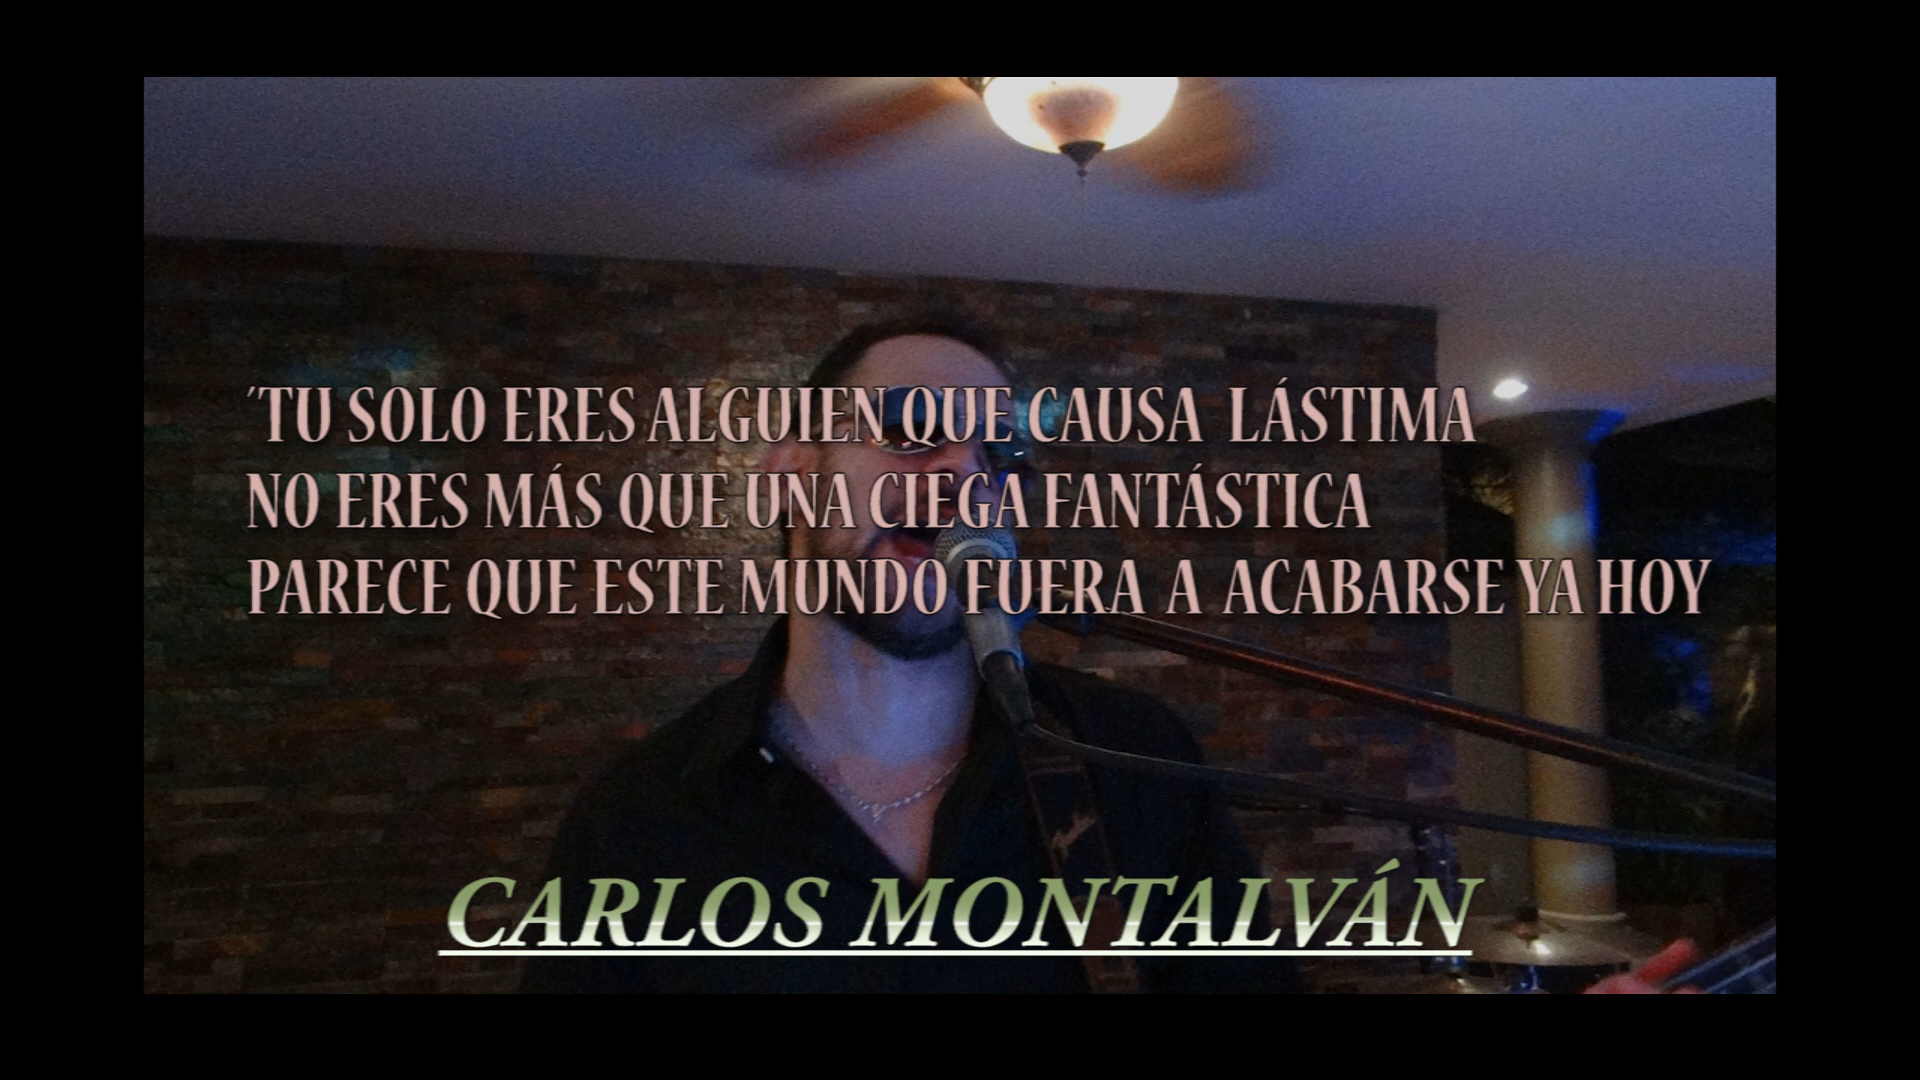 ´TU SOLO ERES ALGUIEN QUE CAUSA LÁSTIMA
NO ERES MÁS QUE UNA CIEGA FANTÁSTICA
PARECE QUE ESTE MUNDO FUERA A ACABARSE YA HOY
CARLOS MONTALVÁN